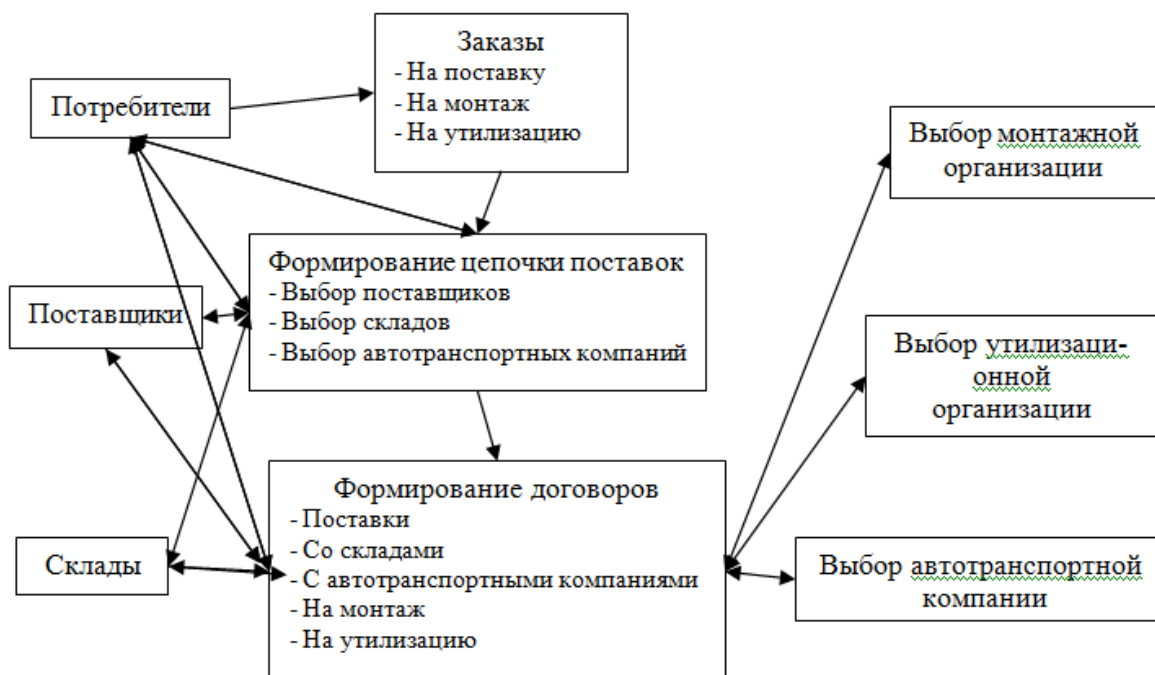 Заказы
- На поставку
- На монтаж
- На утилизацию
Потребители
Выбор монтажной
организации
Формирование цепочки поставок
- Выбор поставщиков
- Выбор складов
- Выбор автотранспортных компаний
Поставщики
Выбор утилизаци-
онной
организации
Формирование договоров
- Поставки
- Со складами
- С автотранспортными компаниями
- На монтаж
- На утилизацию
Склады
Выбор автотранспортной
компании